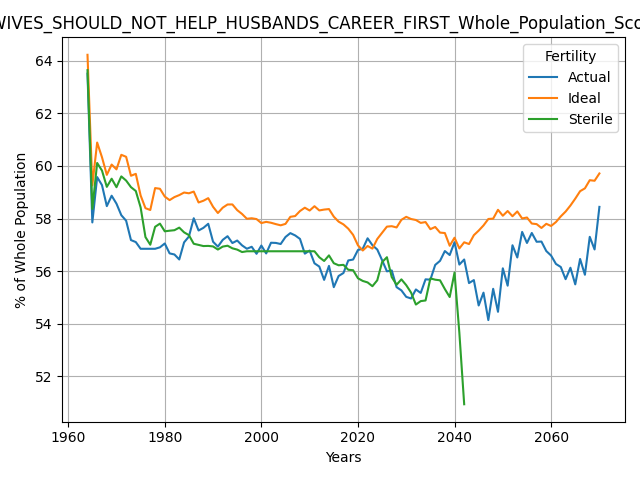 WIVES_SHOULD_NOT_HELP_HUSBANDS_CAREER_FIRST_Whole_Population_Sco
Fertility
Actual
Ideal
Sterile
64
62
60
58
56
54
52
% of Whole Population
1960
1980
2000
2020
2040
2060
Years